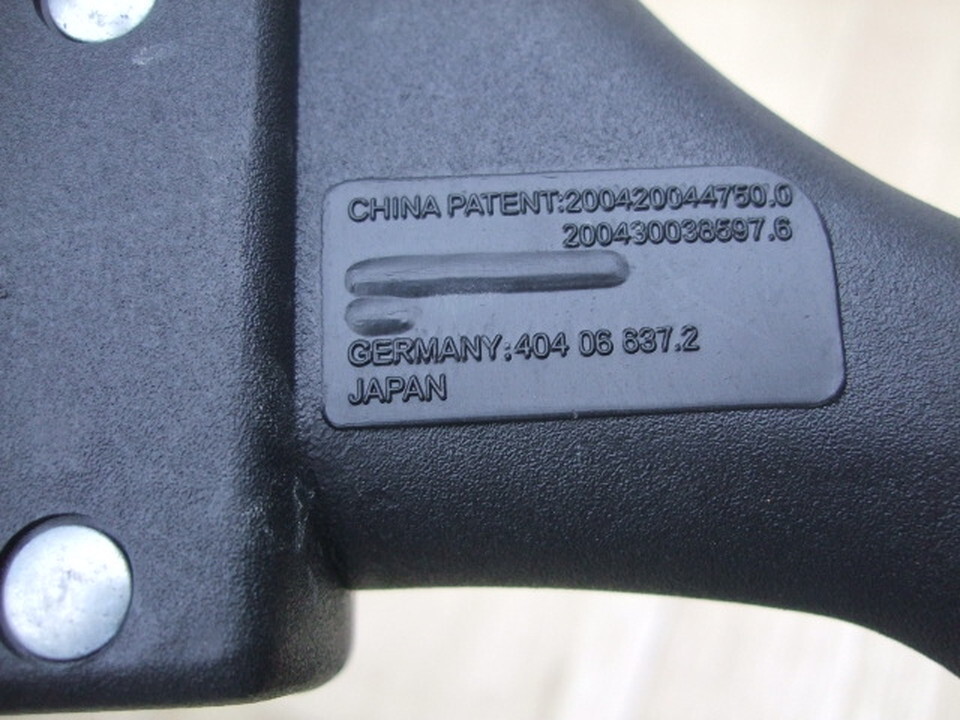 CHINA PATENT:200420044750.0
200430038597.6
GERMANY:404 06 637.2
JAPAN